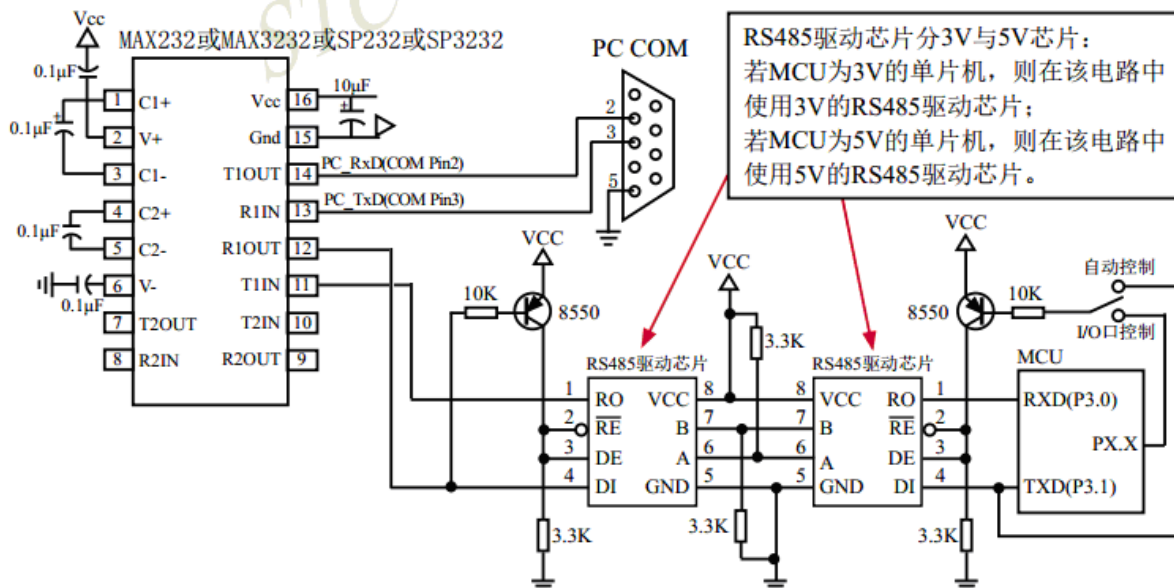 STC
Vcc
MAX232或MAX3232或SP232或SP3232
0.1μF
0.1μF
0.1μF
0.1μF
1 C1+
2 V+
3 C1-
4 C2+
5 C2-
6 V-
7 T2OUT
8 R2IN
Vcc 16
Gnd 15
T1OUT 14
R1IN 13
R1OUT 12
T1IN 11
T2IN 10
R2OUT 9
10μF
+
+
PC_RxD(COM Pin2)
PC_TxD(COM Pin3)
PC COM
2
3
5
RS485驱动芯片分3V与5V芯片：
若MCU为3V的单片机，则在该电路中
使用3V的RS485驱动芯片；
若MCU为5V的单片机，则在该电路中
使用5V的RS485驱动芯片。
VCC
10K
8550
3.3K
VCC
3.3K
3.3K
RS485驱动芯片
1 RO VCC 8
2 RE B 7
3 DE A 6
4 DI GND 5
RS485驱动芯片
8 VCC RO 1
7 B RE 2
6 A DE 3
5 GND DI 4
VCC
8550
10K
自动控制
I/O口控制
3.3K
MCU
RXD(P3.0)
PX.X
TXD(P3.1)